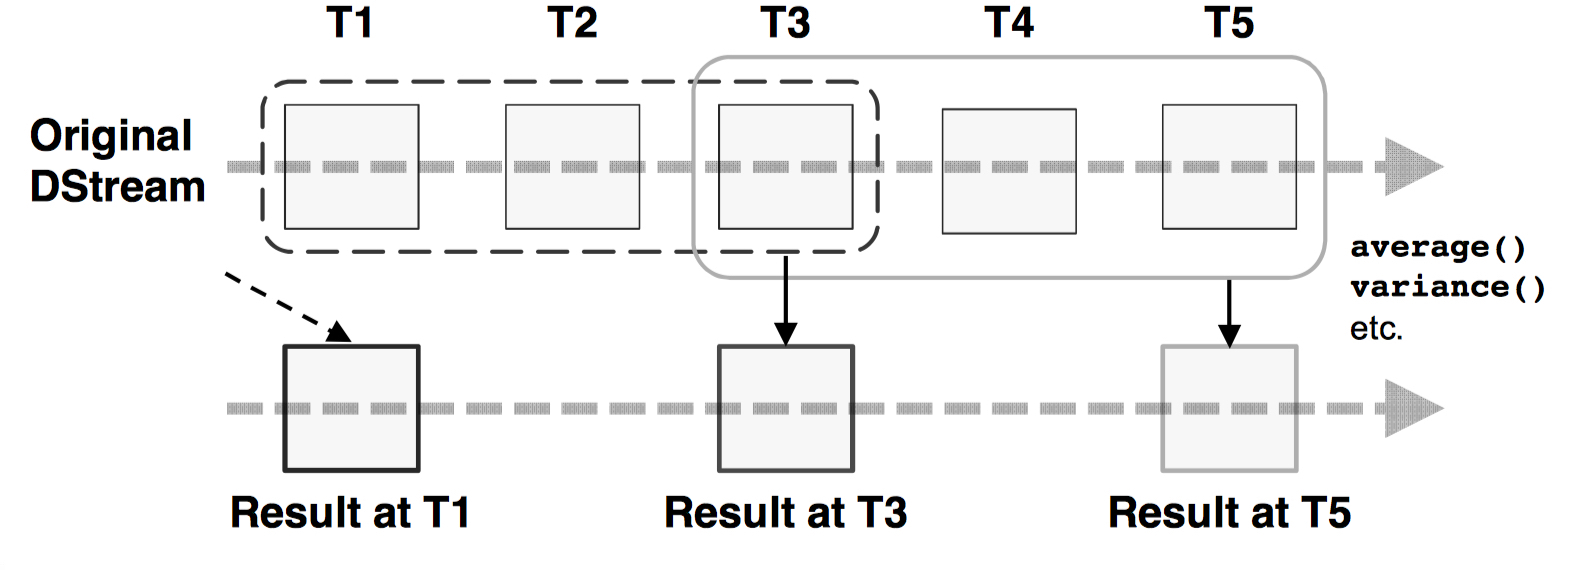 T1 T2 T3 T4 T5
Original
DStream
average()
variance()
etc.
Result at T1 Result at T3 Result at T5